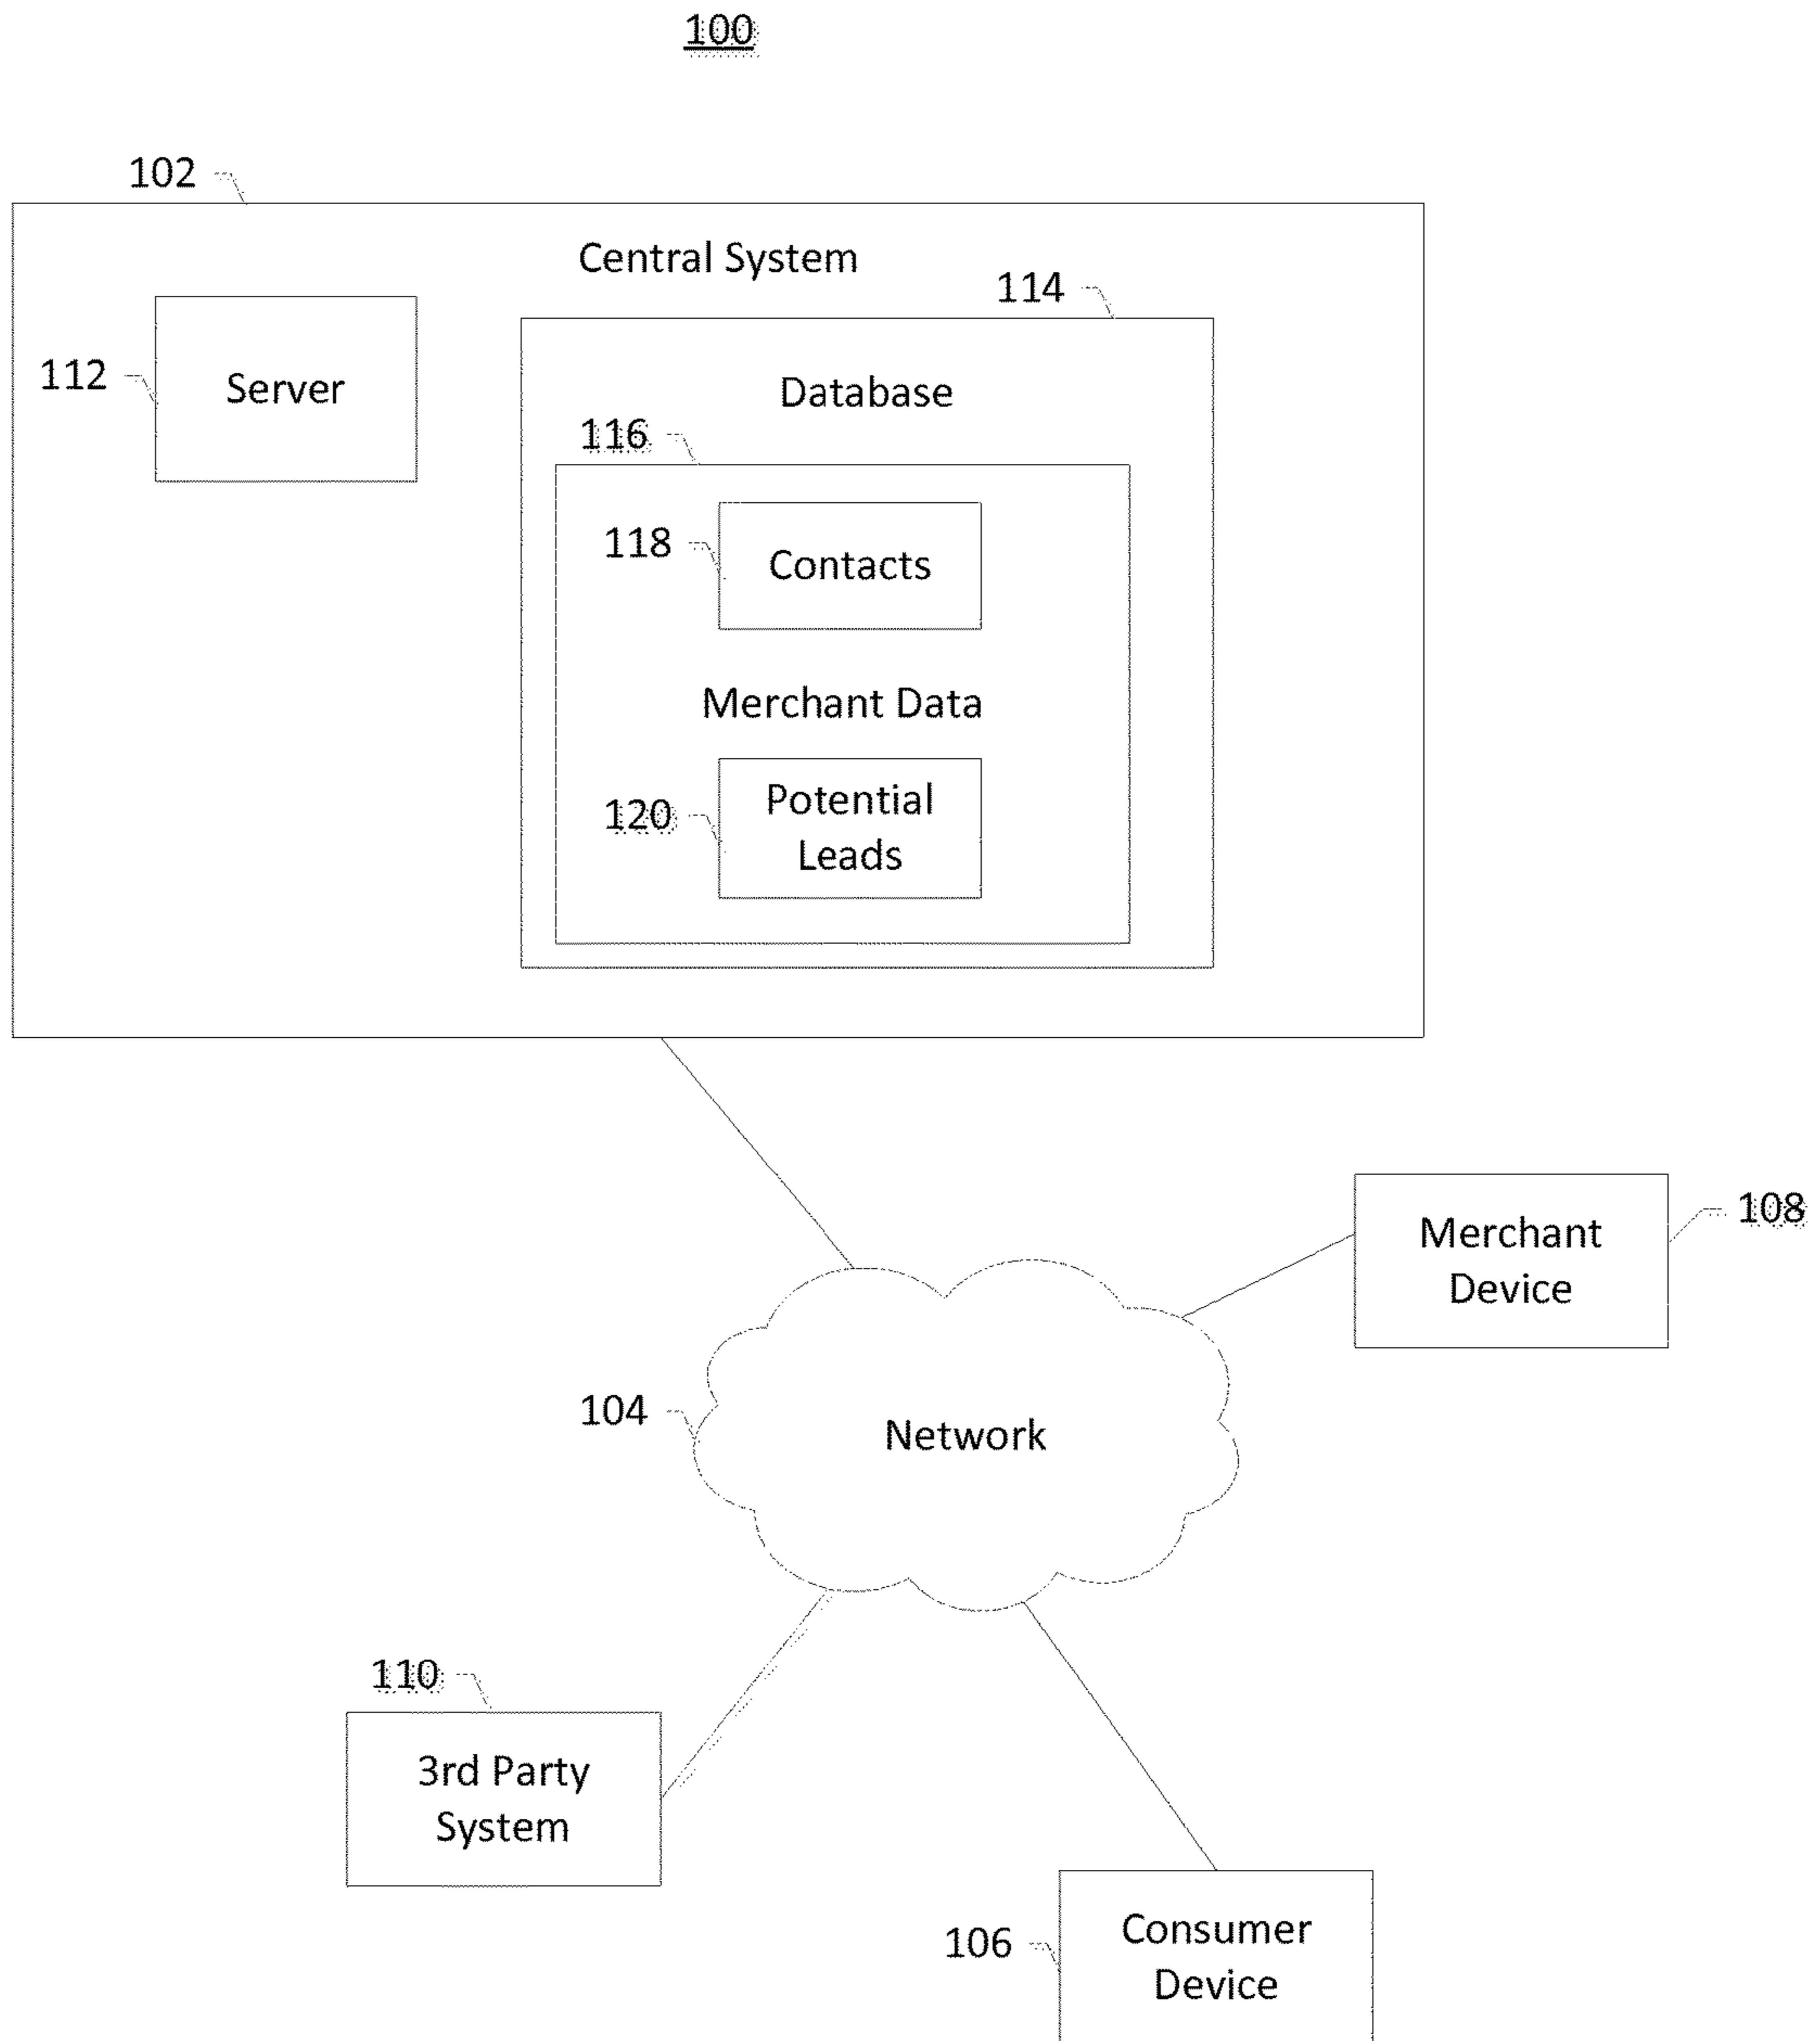 100
102
Central System
114
112
Server
Database
116
118
Contacts
Merchant Data
120
Potential
Leads
108
Merchant
Device
104
Network
110
3rd Party
System
106
Consumer
Device